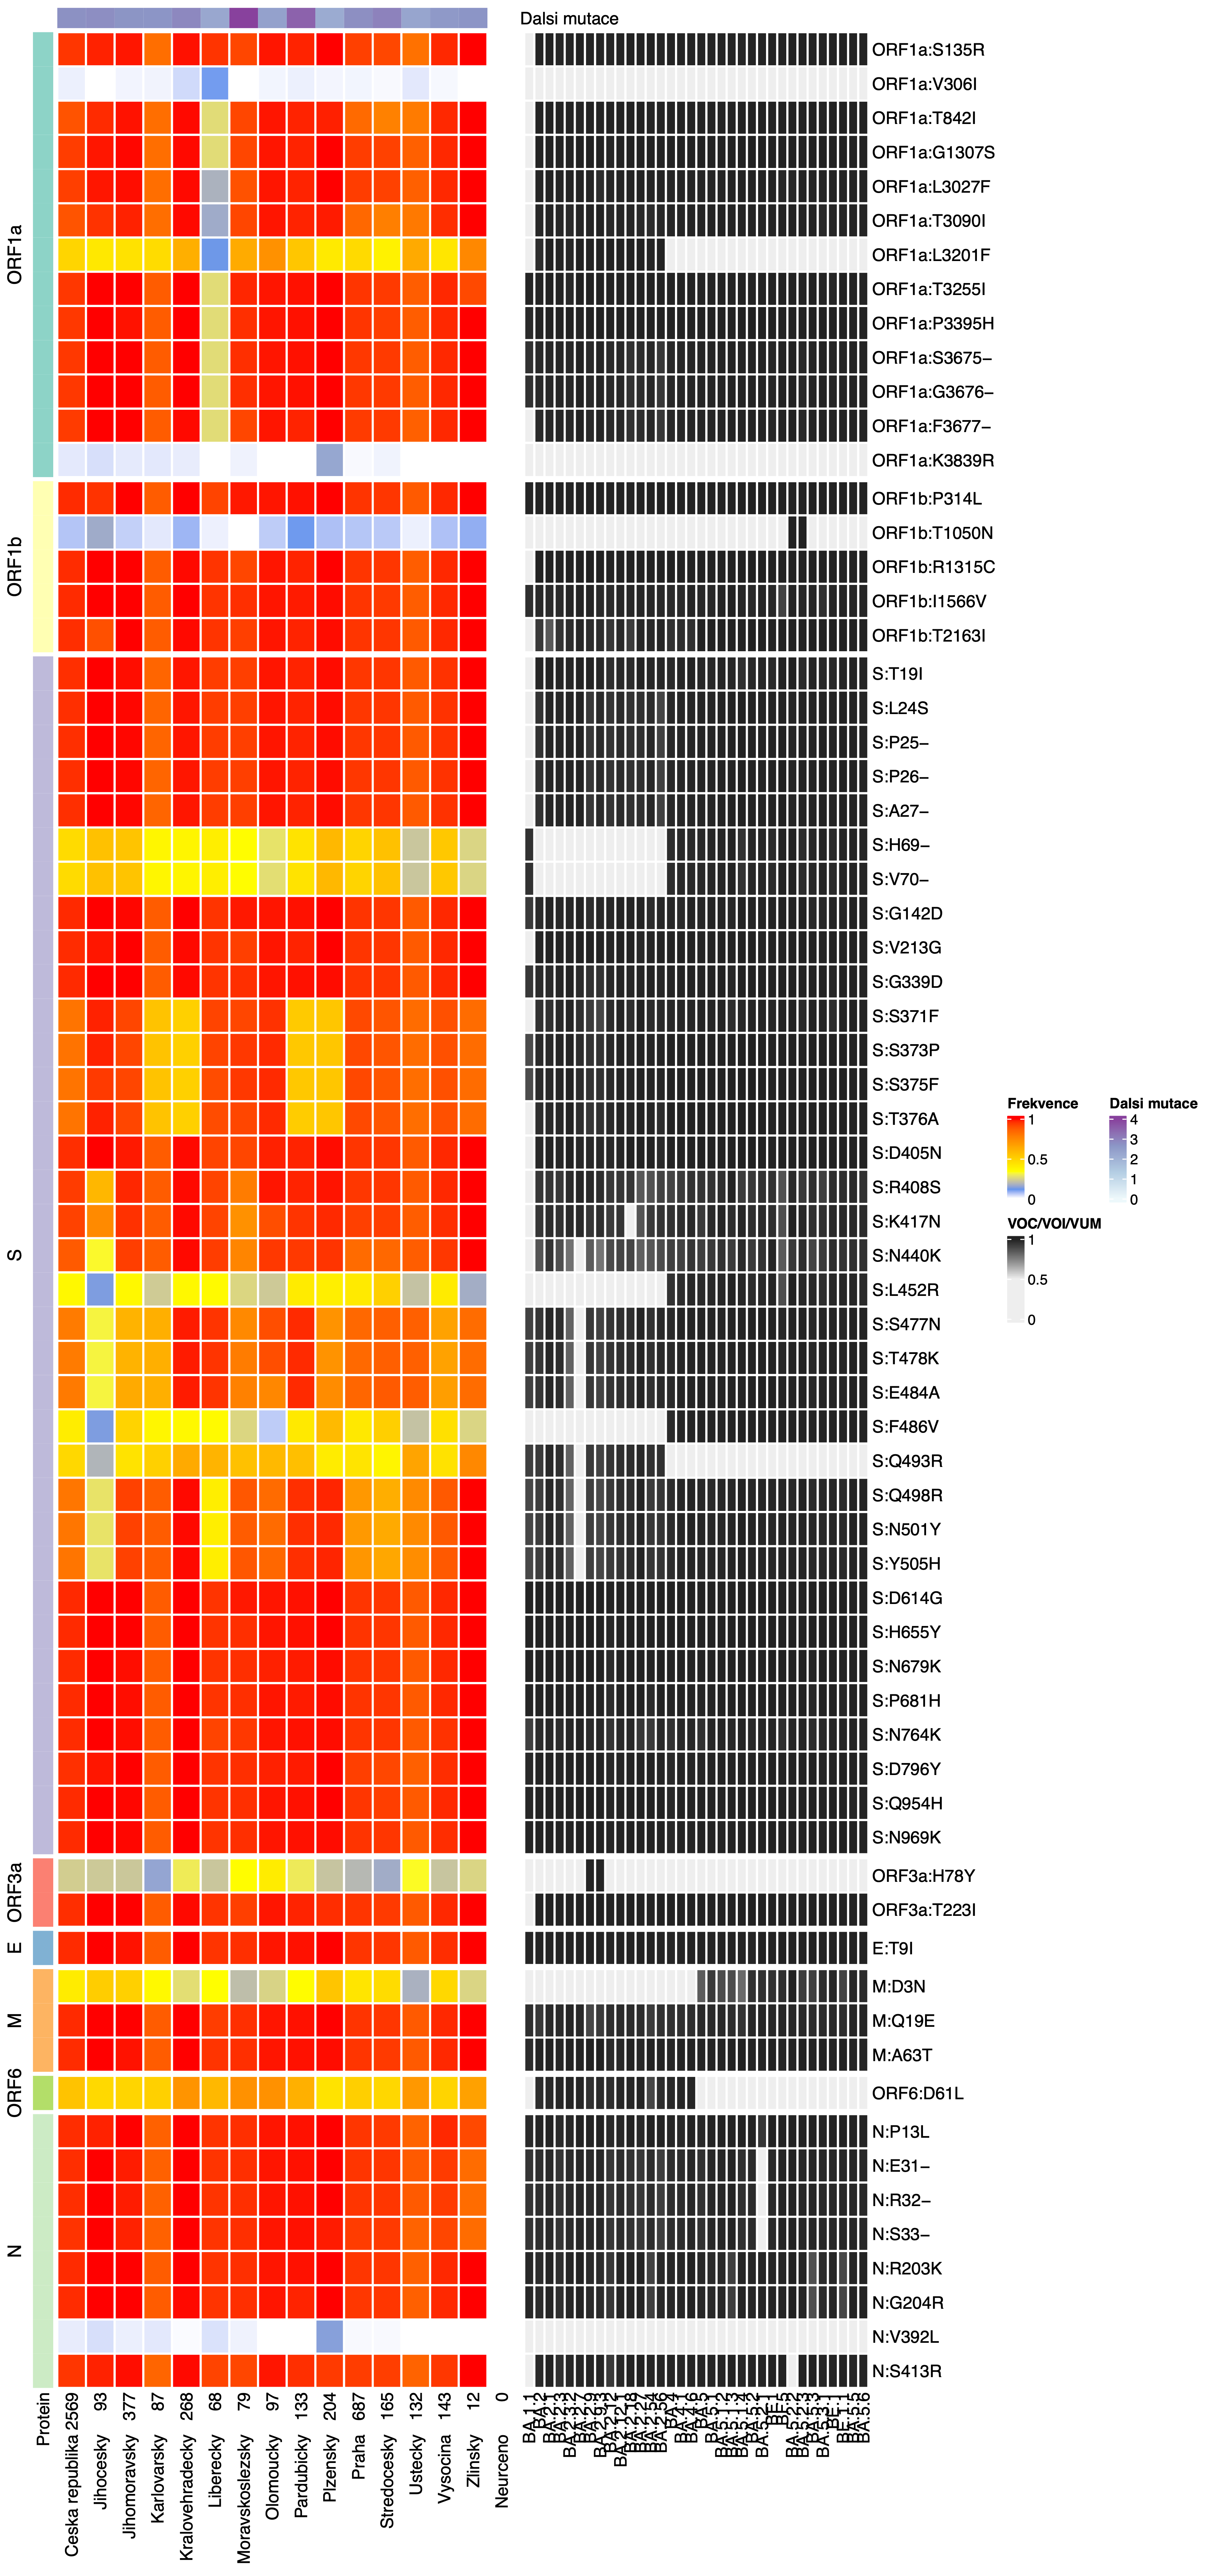 Dalsi mutace
ORF1a
ORF1b
S
ORF3a
E
M
ORF6
N
ORF1a:S135R
ORF1a:V306I
ORF1a:T842I
ORF1a:G1307S
ORF1a:L3027F
ORF1a:T3090I
ORF1a:L3201F
ORF1a:T3255I
ORF1a:P3395H
ORF1a:S3675−
ORF1a:G3676−
ORF1a:F3677−
ORF1a:K3839R
ORF1b:P314L
ORF1b:T1050N
ORF1b:R1315C
ORF1b:I1566V
ORF1b:T2163I
S:T19I
S:L24S
S:P25−
S:P26−
S:A27−
S:H69−
S:V70−
S:G142D
S:V213G
S:G339D
S:S371F
S:S373P
S:S375F
S:T376A
S:D405N
S:R408S
S:K417N
S:N440K
S:L452R
S:S477N
S:T478K
S:E484A
S:F486V
S:Q493R
S:Q498R
S:N501Y
S:Y505H
S:D614G
S:H655Y
S:N679K
S:P681H
S:N764K
S:D796Y
S:Q954H
S:N969K
ORF3a:H78Y
ORF3a:T223I
E:T9I
M:D3N
M:Q19E
M:A63T
ORF6:D61L
N:P13L
N:E31−
N:R32−
N:S33−
N:R203K
N:G204R
N:V392L
N:S413R
Frekvence
1
0.5
0
Dalsi mutace
4
3
2
1
0
VOC/VOI/VUM
1
0.5
0
Protein
Ceska republika 2569
Jihocesky 93
Jihomoravsky 377
Karlovarsky 87
Kralovehradecky 268
Liberecky 68
Moravskoslezsky 79
Olomoucky 97
Pardubicky 133
Plzensky 204
Praha 687
Stredocesky 165
Ustecky 132
Vysocina 143
Zlinsky 12
Neurceno 0
BA.1.1
BA.2
BA.5.5
BA.5.6